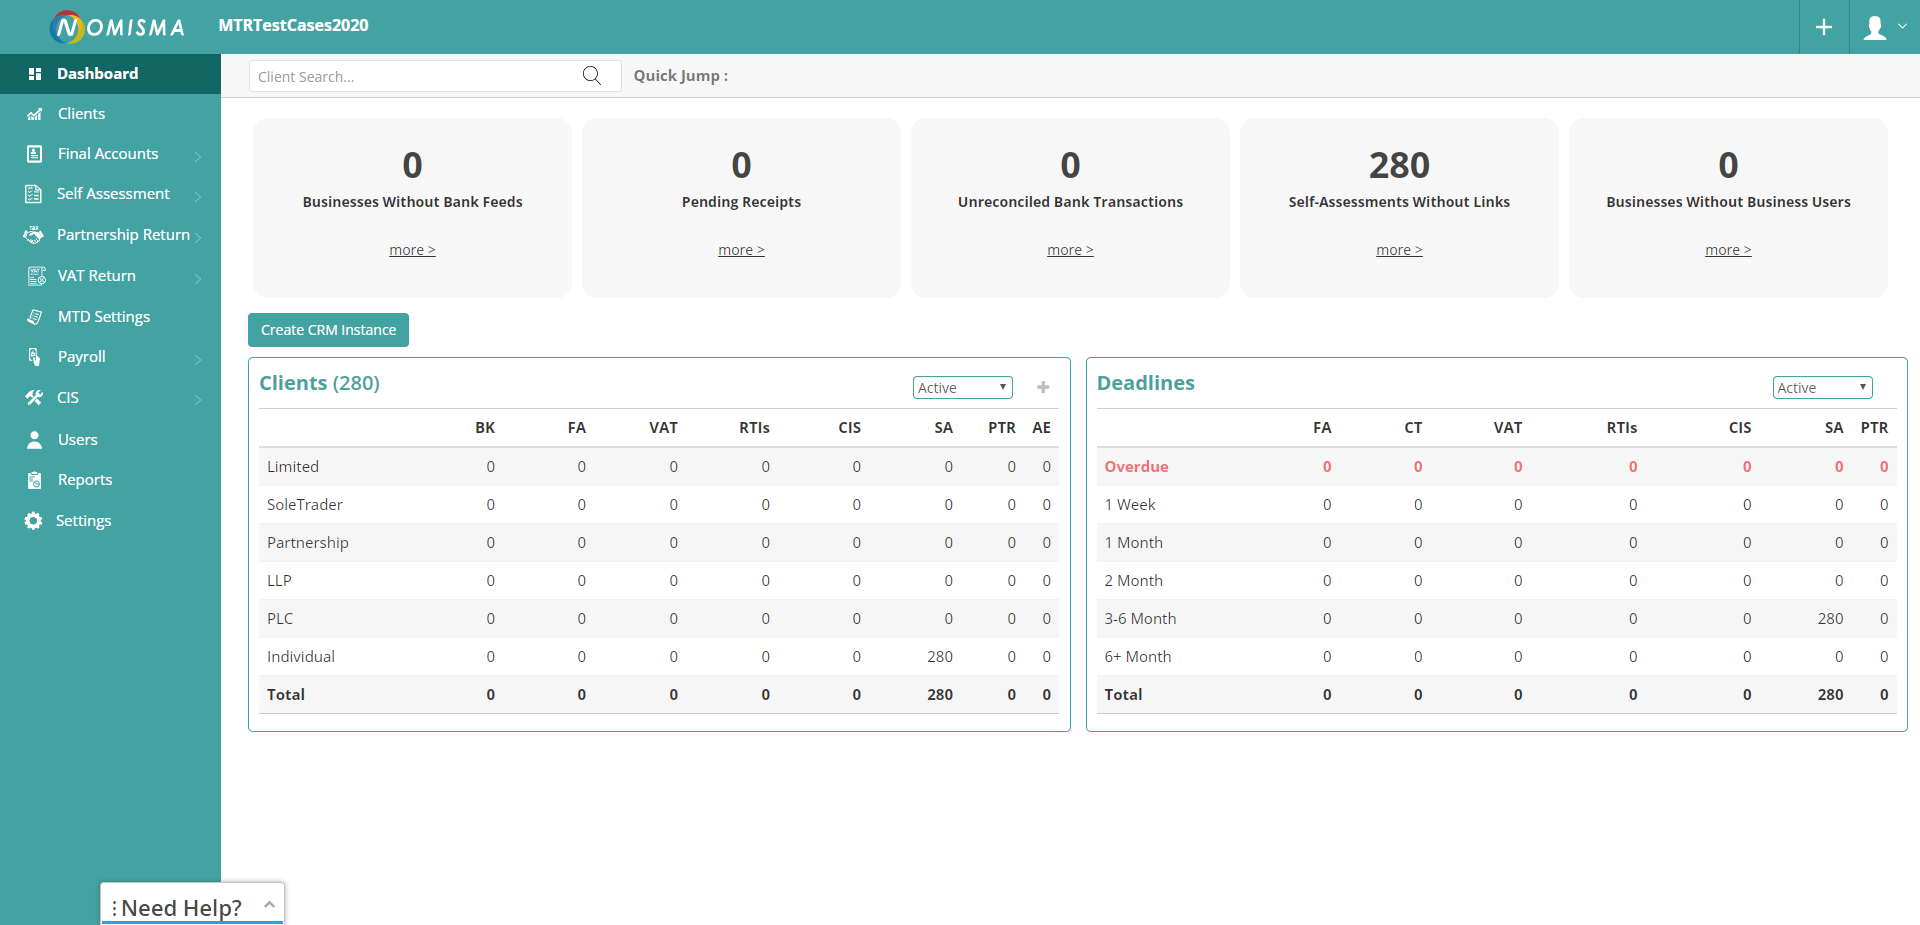 NOMISMA MTRTestCases2020
Dashboard
Clients
Final Accounts
Self Assessment
Partnership Return
VAT Return
MTD Settings
Payroll
CIS
Users
Reports
Settings
Client Search... Quick Jump :
0 0 0 280 0
Businesses Without Bank Feeds Pending Receipts Unreconciled Bank Transactions Self-Assessments Without Links Businesses Without Business Users
more > more > more > more > more >
Create CRM Instance
Clients (280) Active
BK FA VAT RTIs CIS SA PTR AE
Limited 0 0 0 0 0 0 0 0
SoleTrader 0 0 0 0 0 0 0 0
Partnership 0 0 0 0 0 0 0 0
LLP 0 0 0 0 0 0 0 0
PLC 0 0 0 0 0 0 0 0
Individual 0 0 0 0 0 280 0 0
Total 0 0 0 0 0 280 0 0
Deadlines Active
FA CT VAT RTIs CIS SA PTR
Overdue 0 0 0 0 0 0 0
1 Week 0 0 0 0 0 0 0
1 Month 0 0 0 0 0 0 0
2 Month 0 0 0 0 0 0 0
3-6 Month 0 0 0 0 0 280 0
6+ Month 0 0 0 0 0 0 0
Total 0 0 0 0 0 280 0
Need Help?